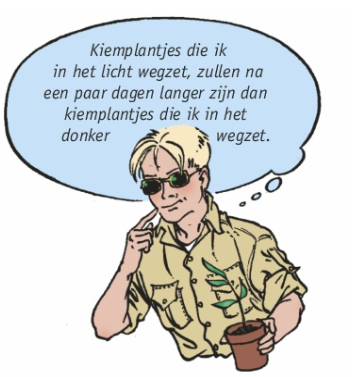 Kiemplantjes die ik
in het licht wegzet, zullen na
een paar dagen langer zijn dan
kiemplantjes die ik in het
donker wegzet.